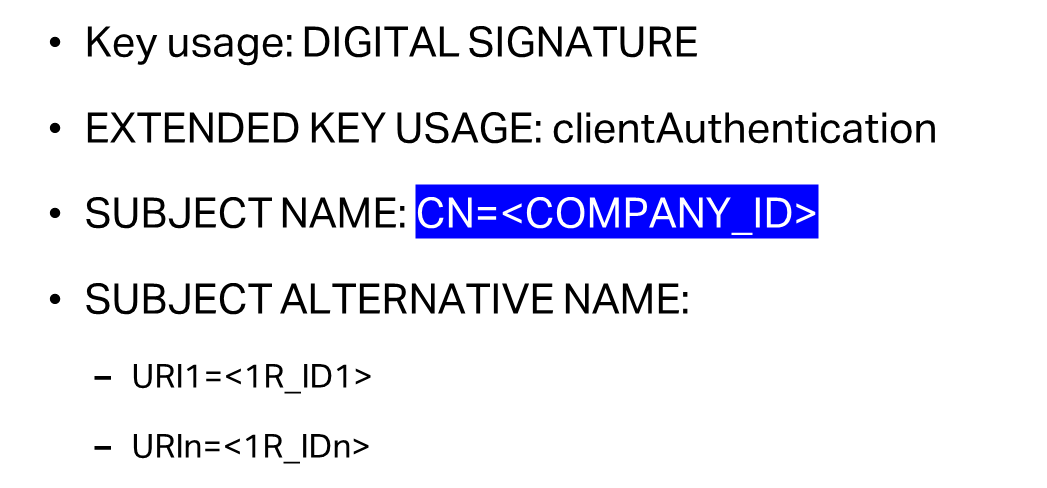 • Key usage: DIGITAL SIGNATURE
• EXTENDED KEY USAGE: clientAuthentication
• SUBJECT NAME: CN=<COMPANY_ID>
• SUBJECT ALTERNATIVE NAME:
– URI1=<1R_ID1>
– URIn=<1R_IDn>